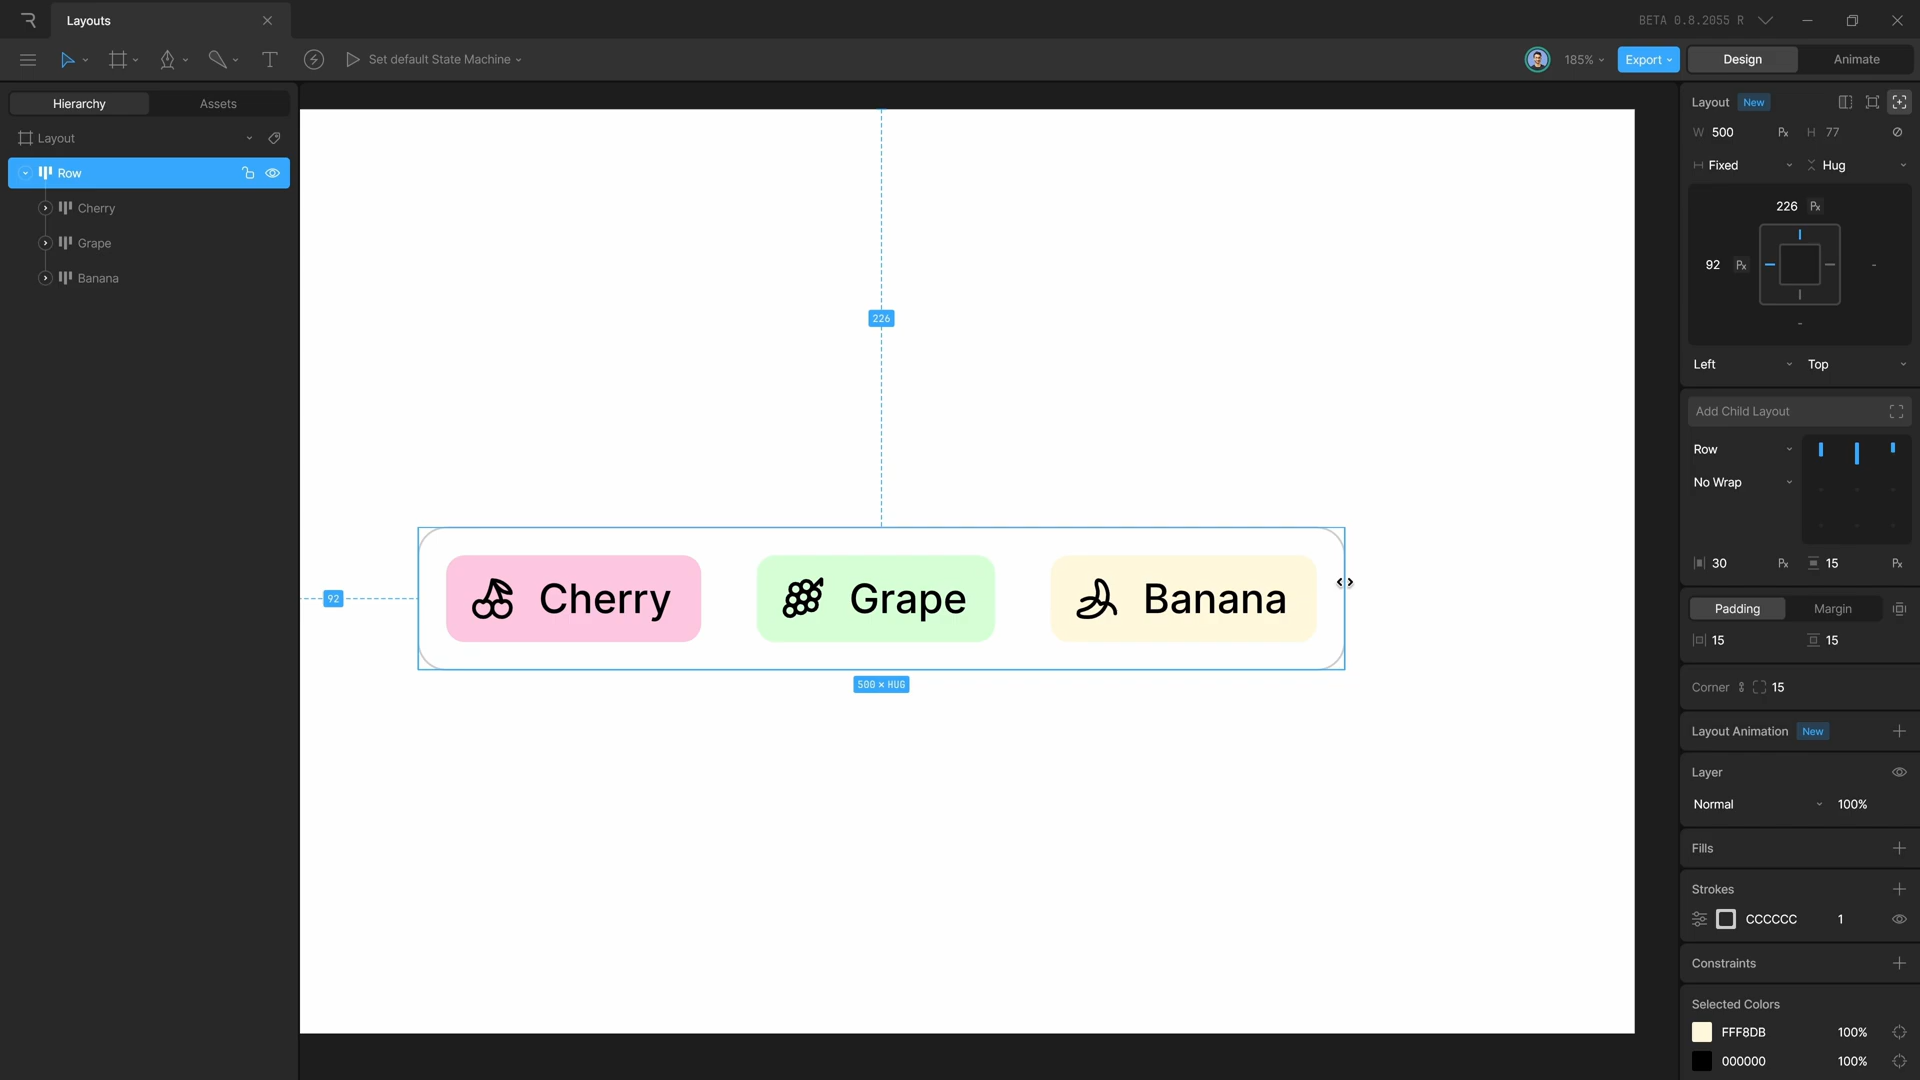 Layouts
BETA 0.8.2055 R
Set default State Machine
185%
Export
Design
Animate
Hierarchy
Assets
Layout
Row
Cherry
Grape
Banana
226
92
Cherry
Grape
Banana
500 × HUG
Layout
New
W 500 Px H 77
Fixed
Hug
226 Px
92 Px
-
-
Left
Top
Add Child Layout
Row
No Wrap
30 Px
15 Px
Padding
Margin
15
15
Corner
15
Layout Animation
New
Layer
Normal
100%
Fills
Strokes
CCCCCC
1
Constraints
Selected Colors
FFF8DB
100%
000000
100%